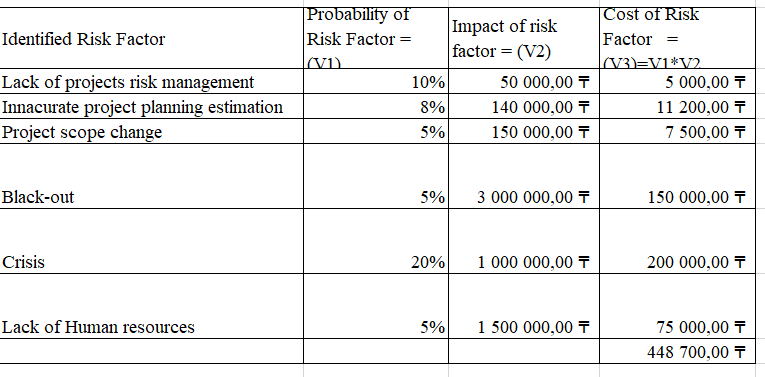 Identified Risk Factor
Probability of
Risk Factor =
(V1)
Impact of risk
factor = (V2)
Cost of Risk
Factor =
(V3)=V1*V2
Lack of projects risk management 10% 50 000,00 ₸ 5 000,00 ₸
Innacurate project planning estimation 8% 140 000,00 ₸ 11 200,00 ₸
Project scope change 5% 150 000,00 ₸ 7 500,00 ₸
Black-out 5% 3 000 000,00 ₸ 150 000,00 ₸
Crisis 20% 1 000 000,00 ₸ 200 000,00 ₸
Lack of Human resources 5% 1 500 000,00 ₸ 75 000,00 ₸
448 700,00 ₸